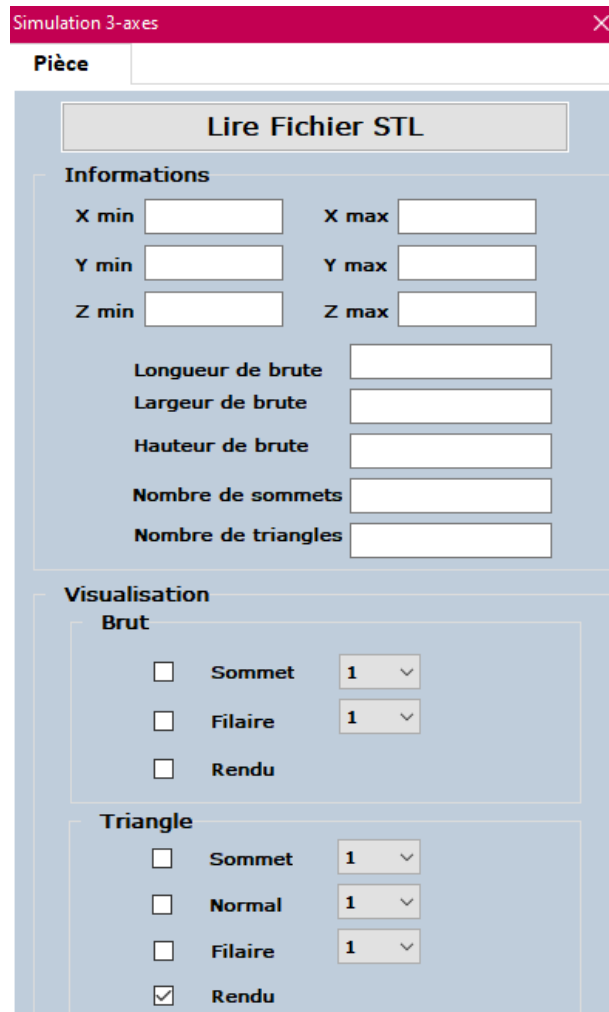 Simulation 3-axes
Pièce
Lire Fichier STL
Informations
X min X max
Y min Y max
Z min Z max
Longueur de brute
Largeur de brute
Hauteur de brute
Nombre de sommets
Nombre de triangles
Visualisation
Brut
Sommet 1
Filaire 1
Rendu
Triangle
Sommet 1
Normal 1
Filaire 1
Rendu